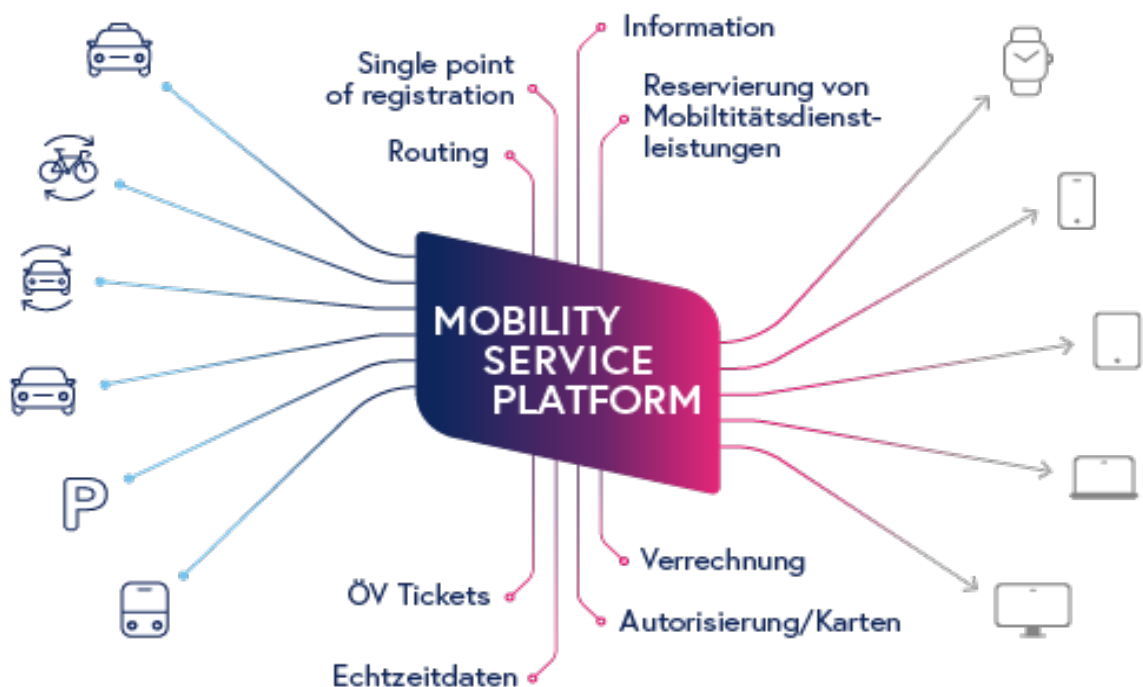 Information
Single point
of registration
Reservierung von
Mobiltitätsdienst-
leistungen
Routing
MOBILITY
SERVICE
PLATFORM
P
Verrechnung
ÖV Tickets
Autorisierung/Karten
Echtzeitdaten